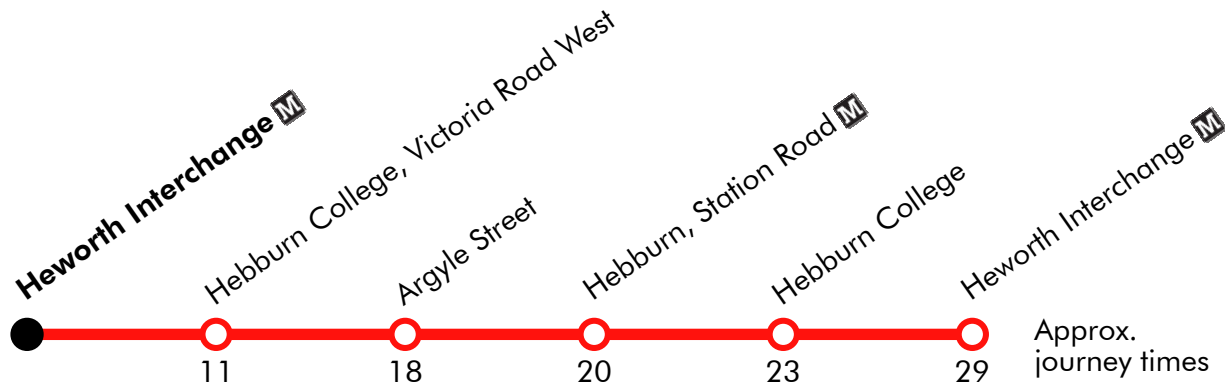 Heworth Interchange M
Hebburn College, Victoria Road West
Argyle Street
Hebburn, Station Road M
Hebburn College
Heworth Interchange M
11
18
20
23
29
Approx.
journey times